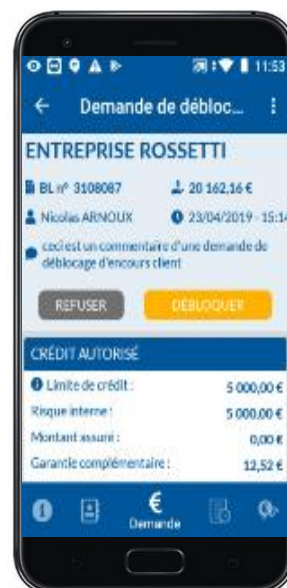 11:53
Demande de débloc...
ENTREPRISE ROSSETTI
BL n° 3108087
20 162,16 €
Nicolas ARNOUX
23/04/2019 - 15:14
ceci est un commentaire d'une demande de
déblocage d'encours client
REFUSER
DÉBLOQUER
CRÉDIT AUTORISÉ
Limite de crédit :
5 000,00 €
Risque interne :
5 000,00 €
Montant assuré :
0,00 €
Garantie complémentaire :
12,52 €
€
Demande